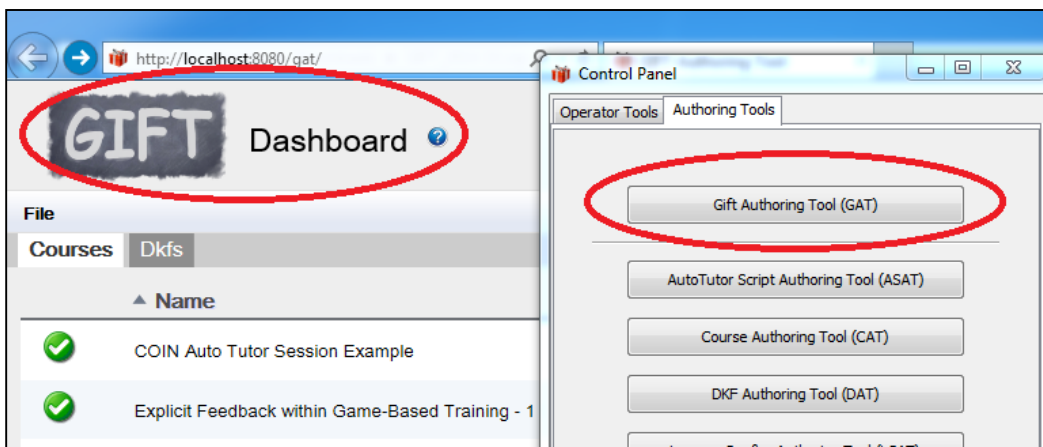 http://localhost:8080/gat/
GIFT Dashboard ?
File
Courses Dkfs
Name
COIN Auto Tutor Session Example
Explicit Feedback within Game-Based Training - 1
Control Panel
Operator Tools Authoring Tools
Gift Authoring Tool (GAT)
AutoTutor Script Authoring Tool (ASAT)
Course Authoring Tool (CAT)
DKF Authoring Tool (DAT)